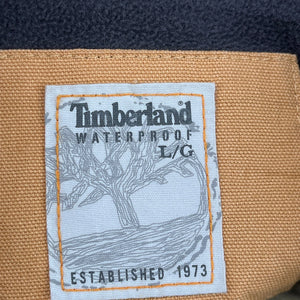 Timberland
WATERPROOF
L/G
ESTABLISHED 1973